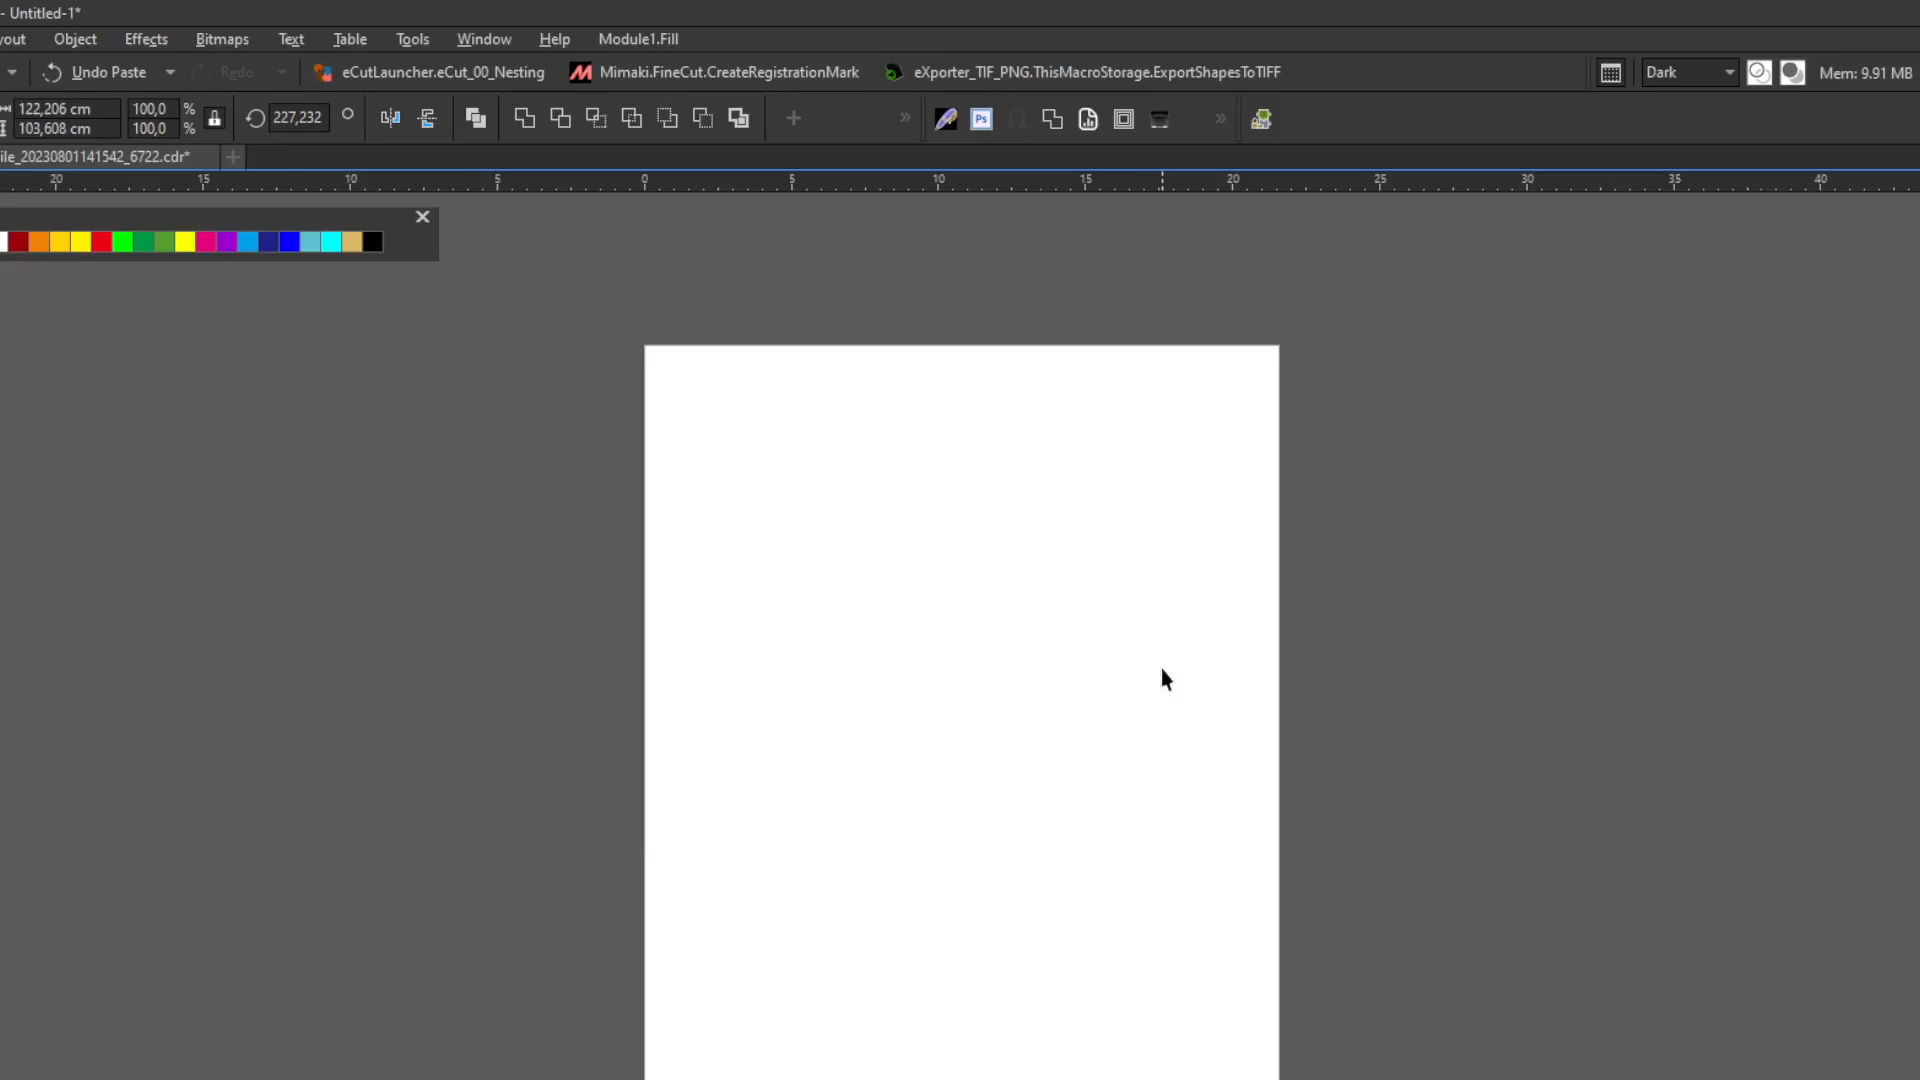 - Untitled-1*
yout Object Effects Bitmaps Text Table Tools Window Help Module1.Fill
Undo Paste Redo eCutLauncher.eCut_00_Nesting Mimaki.FineCut.CreateRegistrationMark eXporter_TIF_PNG.ThisMacroStorage.ExportShapesToTIFF Dark Mem: 9.91 MB
122,206 cm 100,0 % 227,232 Ps
103,608 cm 100,0 %
ile_20230801141542_6722.cdr*
20 15 10 5 0 5 10 15 20 25 30 35 40